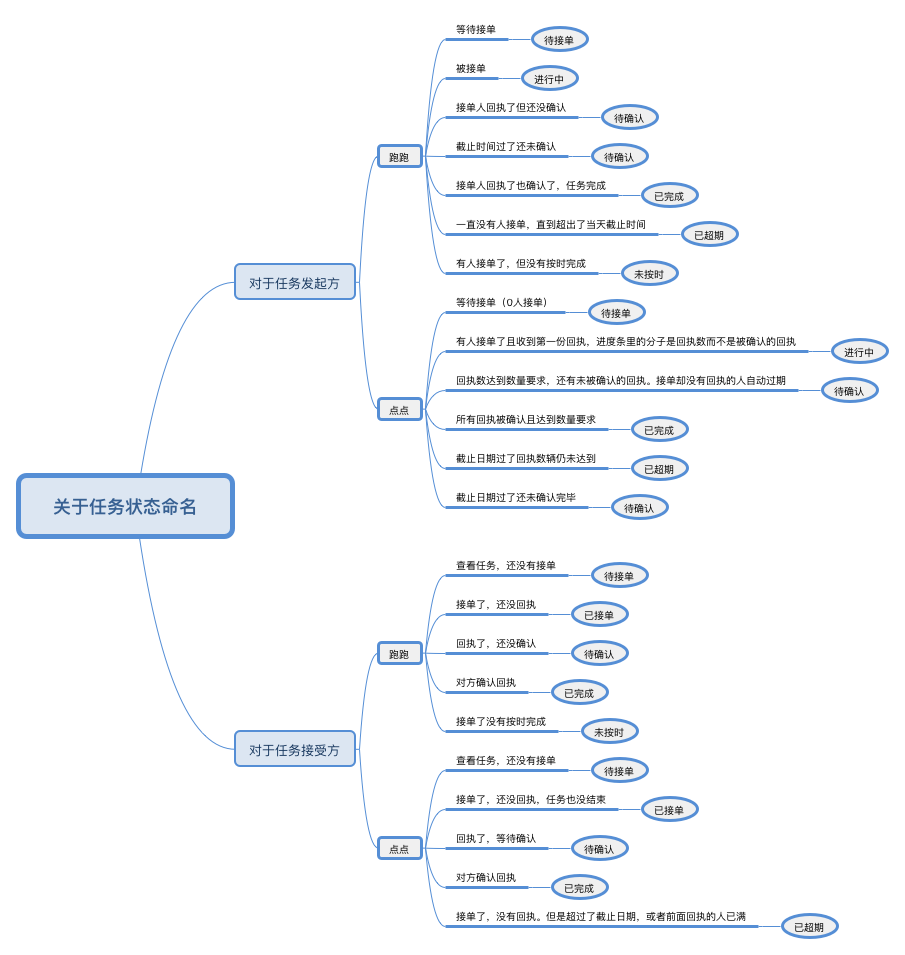 关于任务状态命名
对于任务发起方
跑跑
等待接单
待接单
被接单
进行中
接单人回执了但还没确认
待确认
截止时间过了还未确认
待确认
接单人回执了也确认了，任务完成
已完成
一直没有人接单，直到超出了当天截止时间
已超期
有人接单了，但没有按时完成
未按时
点点
等待接单（0人接单）
待接单
有人接单了且收到第一份回执，进度条里的分子是回执数而不是被确认的回执
进行中
回执数达到数量要求，还有未被确认的回执。接单却没有回执的人自动过期
待确认
所有回执被确认且达到数量要求
已完成
截止日期过了回执数辆仍未达到
已超期
截止日期过了还未确认完毕
待确认
对于任务接受方
跑跑
查看任务，还没有接单
待接单
接单了，还没回执
已接单
回执了，还没确认
待确认
对方确认回执
已完成
接单了没有按时完成
未按时
点点
查看任务，还没有接单
待接单
接单了，还没回执，任务也没结束
已接单
回执了，等待确认
待确认
对方确认回执
已完成
接单了，没有回执。但是超过了截止日期，或者前面回执的人已满
已超期